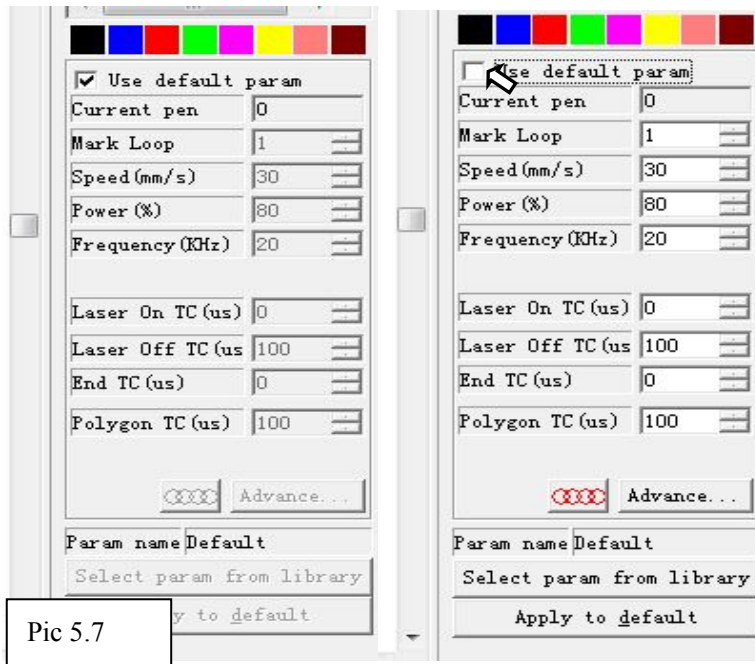 Use default param
Current pen 0
Mark Loop 1
Speed(mm/s) 30
Power(%) 80
Frequency(KHz) 20
Laser On TC(us) 0
Laser Off TC(us 100
End TC(us) 0
Polygon TC(us) 100
Advance...
Param name Default
Select param from library
y to default
Pic 5.7
se default param
Current pen 0
Mark Loop 1
Speed(mm/s) 30
Power(%) 80
Frequency(KHz) 20
Laser On TC(us) 0
Laser Off TC(us 100
End TC(us) 0
Polygon TC(us) 100
Advance...
Param name Default
Select param from library
Apply to default